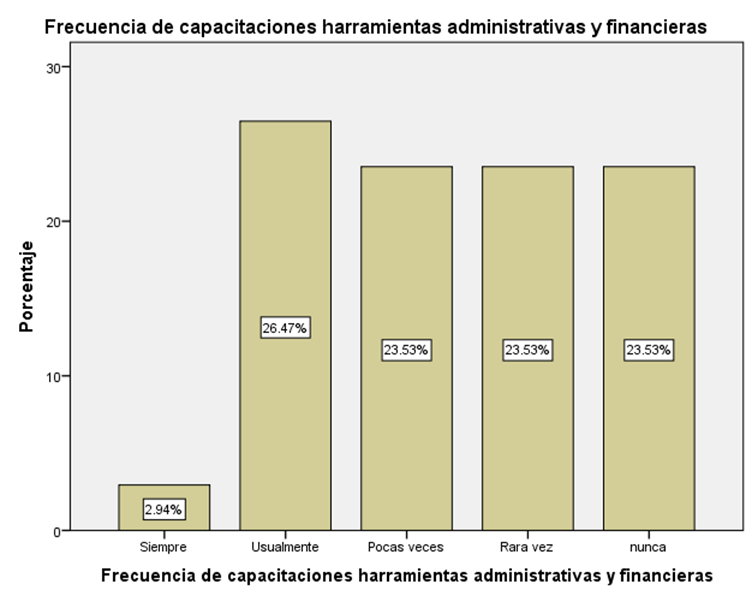 Frecuencia de capacitaciones harramientas administrativas y financieras
30
20
10
0
Porcentaje
2.94%
26.47%
23.53%
23.53%
23.53%
Siempre
Usualmente
Pocas veces
Rara vez
nunca
Frecuencia de capacitaciones harramientas administrativas y financieras